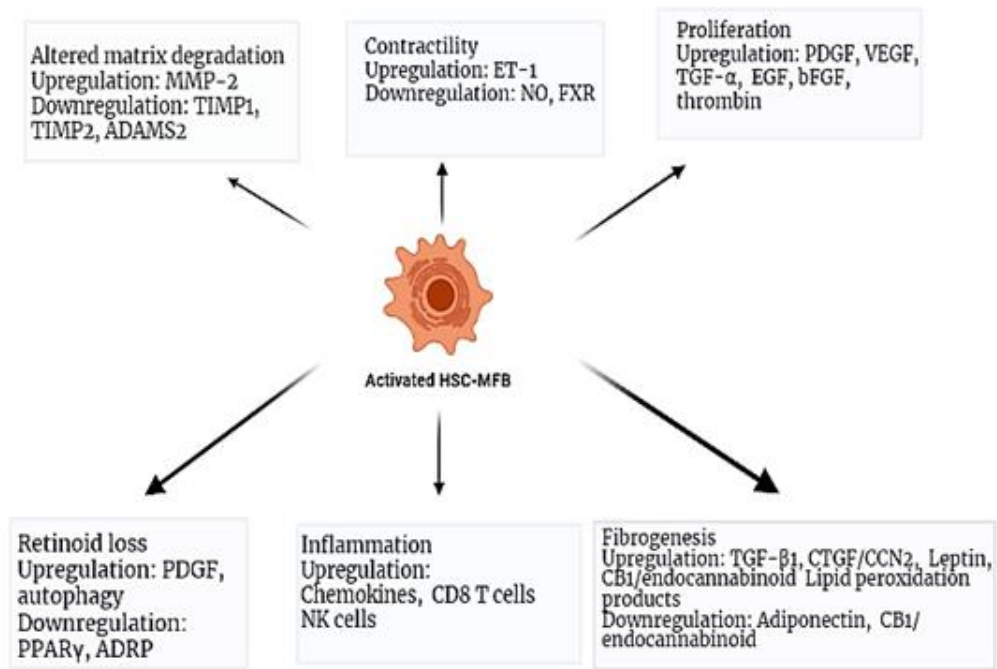 Altered matrix degradation
Upregulation: MMP-2
Downregulation: TIMP1,
TIMP2, ADAMS2
Contractility
Upregulation: ET-1
Downregulation: NO, FXR
Proliferation
Upregulation: PDGF, VEGF,
TGF-α, EGF, bFGF,
thrombin
Activated HSC-MFB
Retinoid loss
Upregulation: PDGF,
autophagy
Downregulation:
PPARγ, ADRP
Inflammation
Upregulation:
Chemokines, CD8 T cells
NK cells
Fibrogenesis
Upregulation: TGF-β1, CTGF/CCN2, Leptin,
CB1/endocannabinoid Lipid peroxidation
products
Downregulation: Adiponectin, CB1/
endocannabinoid